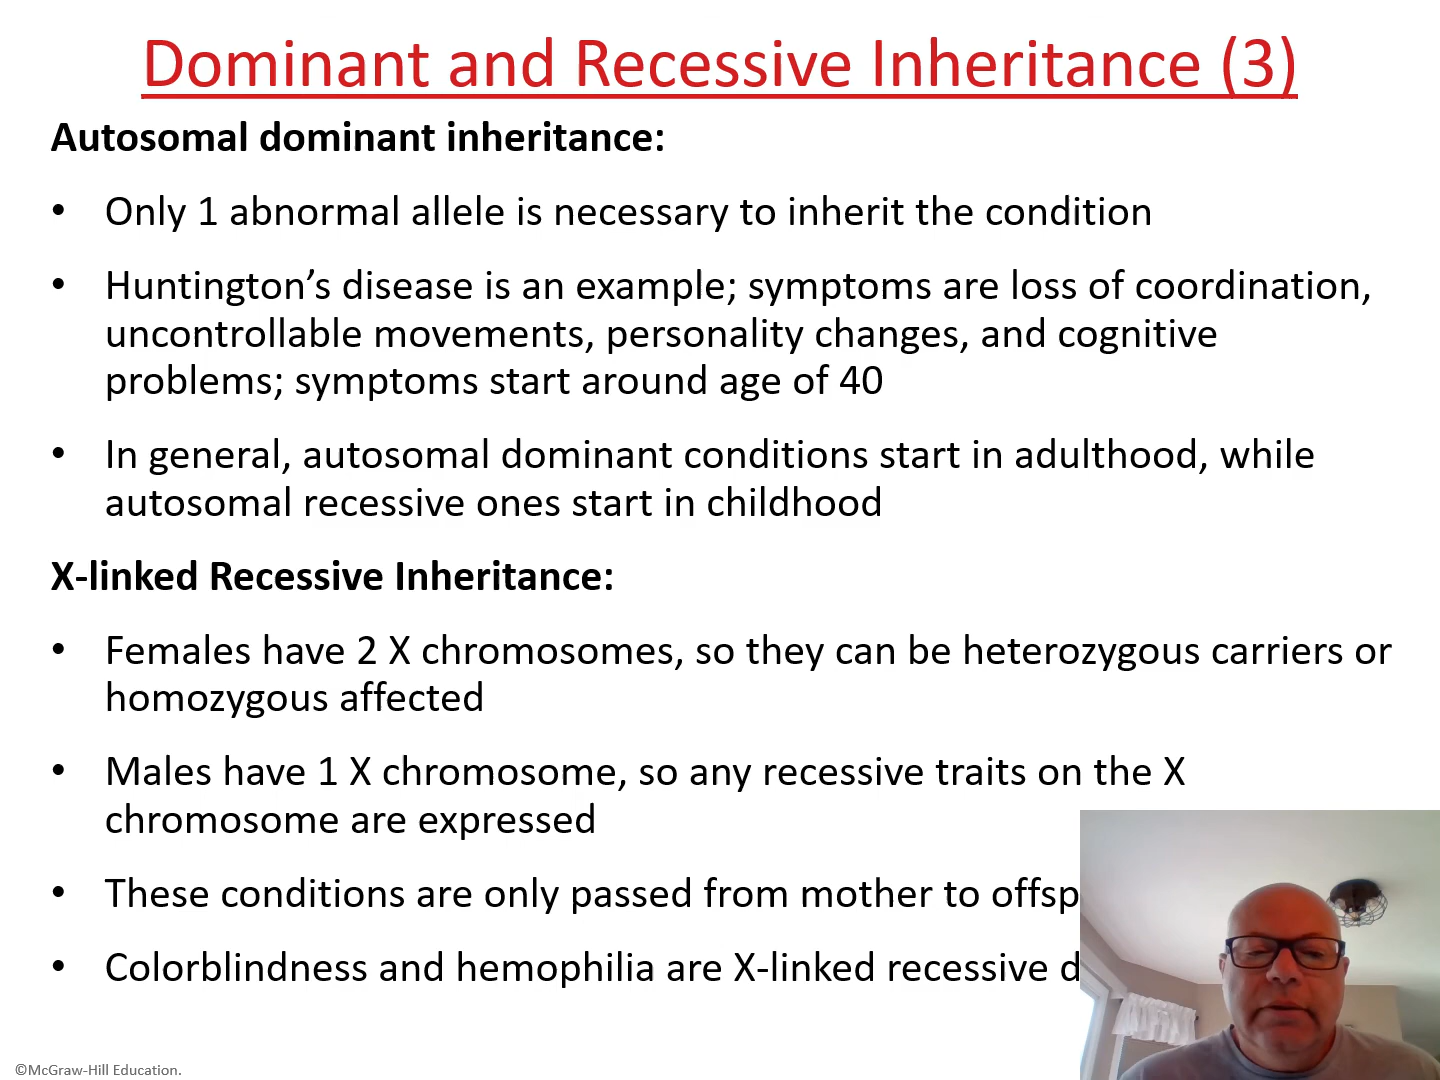 Dominant and Recessive Inheritance (3)
Autosomal dominant inheritance:
• Only 1 abnormal allele is necessary to inherit the condition
• Huntington’s disease is an example; symptoms are loss of coordination,
uncontrollable movements, personality changes, and cognitive
problems; symptoms start around age of 40
• In general, autosomal dominant conditions start in adulthood, while
autosomal recessive ones start in childhood
X-linked Recessive Inheritance:
• Females have 2 X chromosomes, so they can be heterozygous carriers or
homozygous affected
• Males have 1 X chromosome, so any recessive traits on the X
chromosome are expressed
• These conditions are only passed from mother to
• Colorblindness and hemophilia are X-linked recessive
©McGraw-Hill Education.